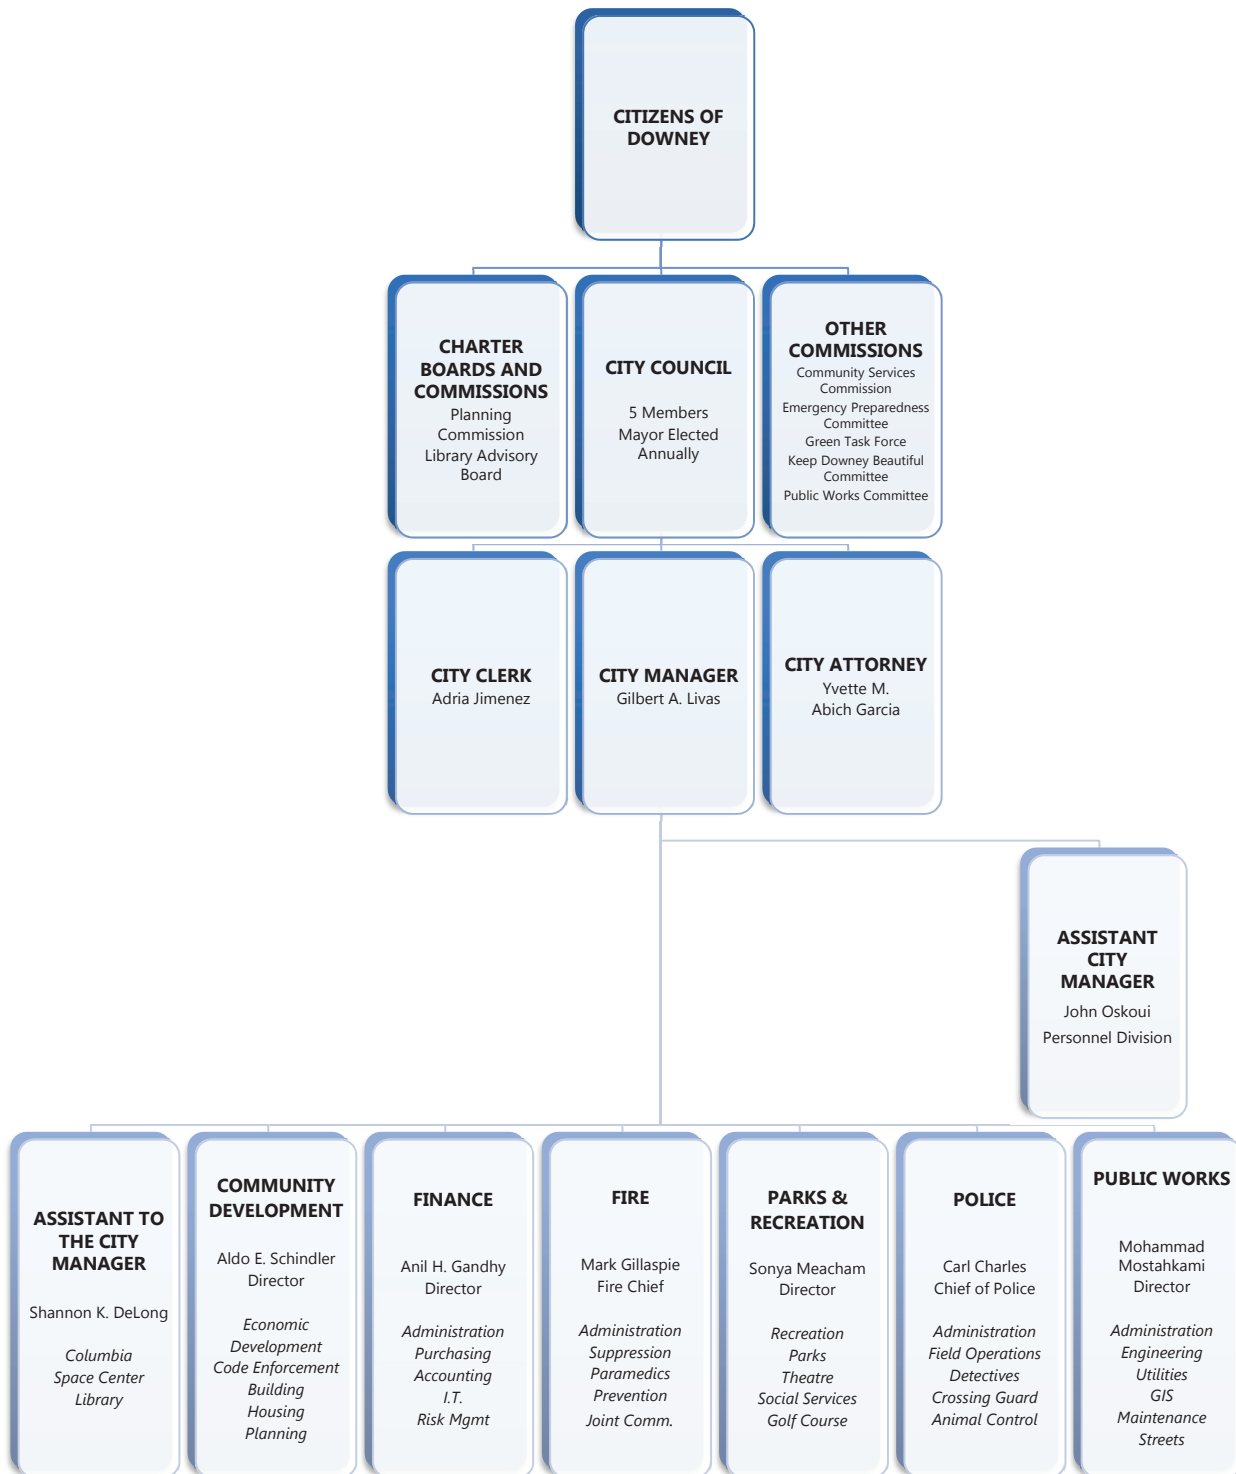 CITIZENS OF
DOWNEY
CHARTER
BOARDS AND
COMMISSIONS
Planning
Commission
Library Advisory
Board
CITY COUNCIL
5 Members
Mayor Elected
Annually
OTHER
COMMISSIONS
Community Services
Commission
Emergency Preparedness
Committee
Green Task Force
Keep Downey Beautiful
Committee
Public Works Committee
CITY CLERK
Adria Jimenez
CITY MANAGER
Gilbert A. Livas
CITY ATTORNEY
Yvette M.
Abich Garcia
ASSISTANT
CITY
MANAGER
John Oskoui
Personnel Division
ASSISTANT TO
THE CITY
MANAGER
Shannon K. DeLong
Columbia
Space Center
Library
COMMUNITY
DEVELOPMENT
Aldo E. Schindler
Director
Economic
Development
Code Enforcement
Building
Housing
Planning
FINANCE
Anil H. Gandhy
Director
Administration
Purchasing
Accounting
I.T.
Risk Mgmt
FIRE
Mark Gillaspie
Fire Chief
Administration
Suppression
Paramedics
Prevention
Joint Comm.
PARKS &
RECREATION
Sonya Meacham
Director
Recreation
Parks
Theatre
Social Services
Golf Course
POLICE
Carl Charles
Chief of Police
Administration
Field Operations
Detectives
Crossing Guard
Animal Control
PUBLIC WORKS
Mohammad
Mostahkami
Director
Administration
Engineering
Utilities
GIS
Maintenance
Streets